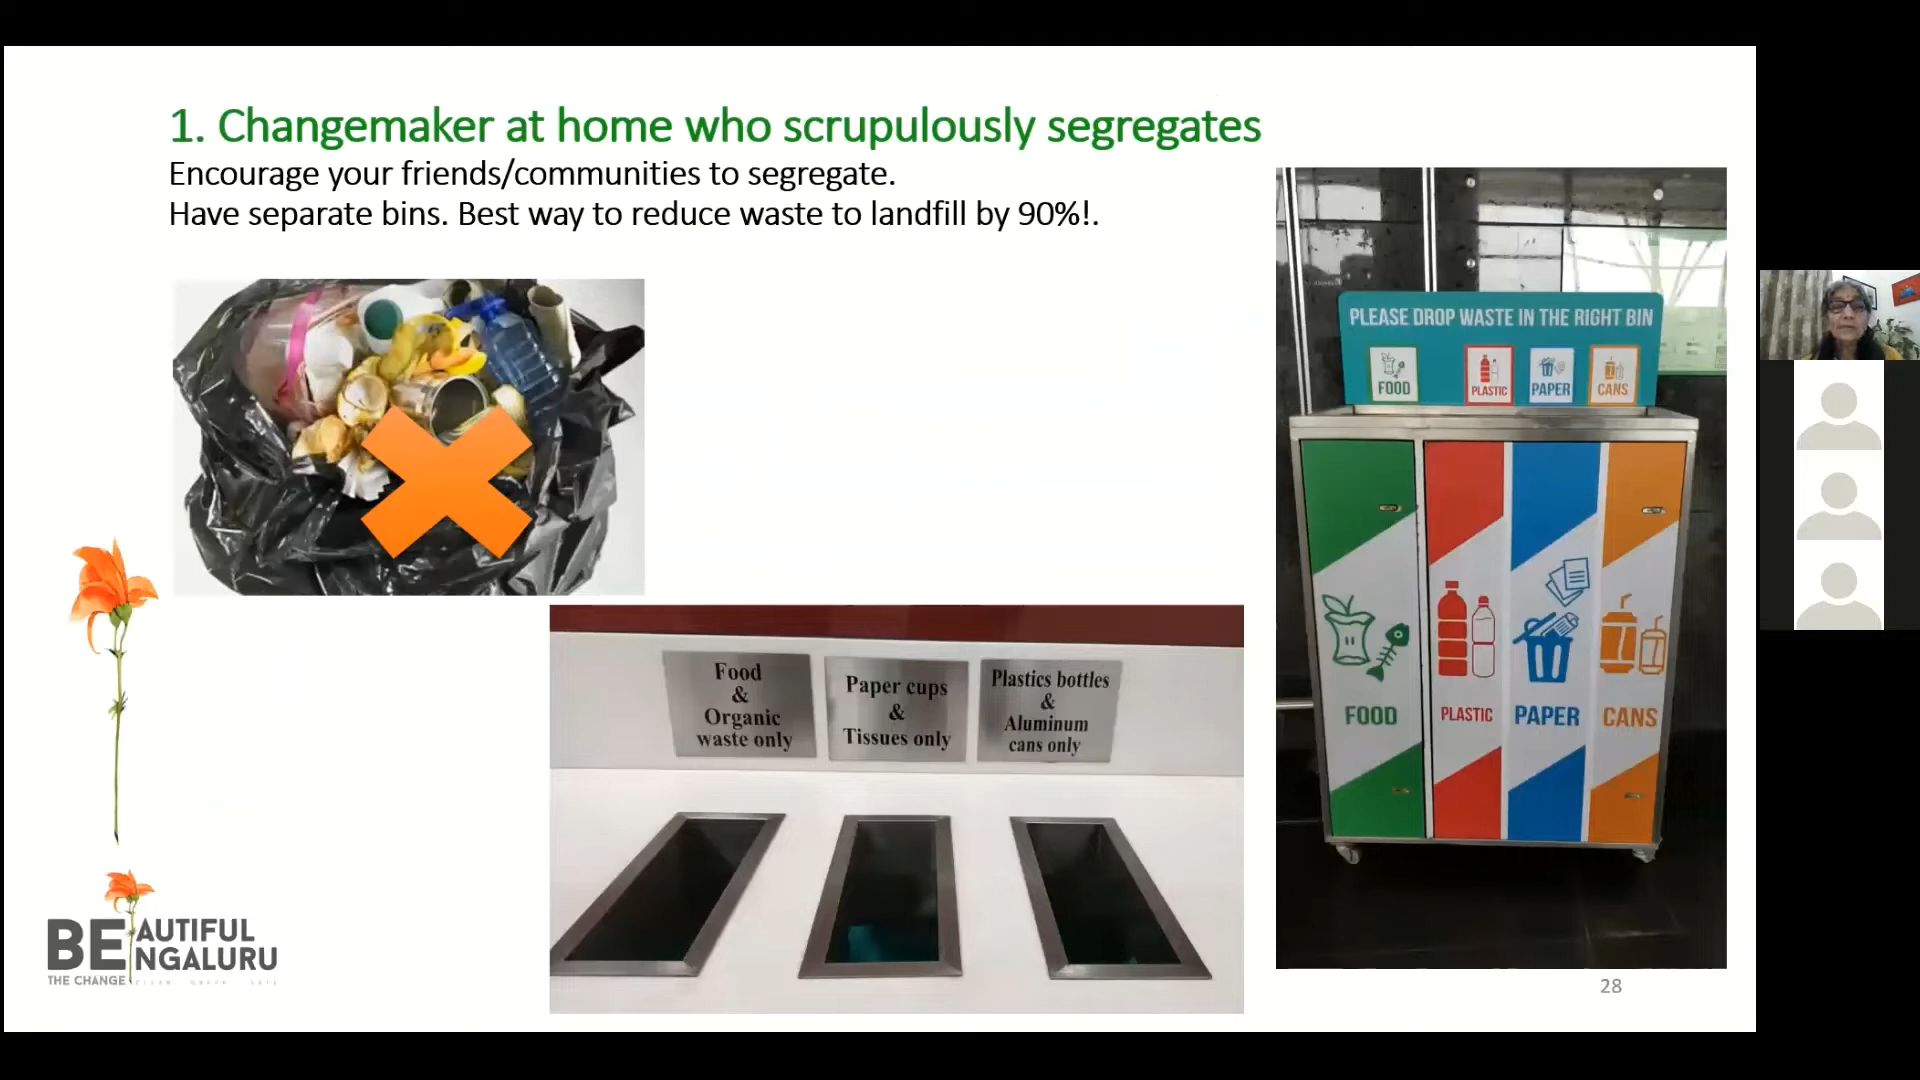 1. Changemaker at home who scrupulously segregates
Encourage your friends/communities to segregate.
Have separate bins. Best way to reduce waste to landfill by 90%!.
PLEASE DROP WASTE IN THE RIGHT BIN
FOOD PLASTIC PAPER CANS
FOOD PLASTIC PAPER CANS
Food
&
Organic
waste only
Paper cups
&
Tissues only
Plastics bottles
&
Aluminum
cans only
BEAUTIFUL
BENGALURU
THE CHANGE
28